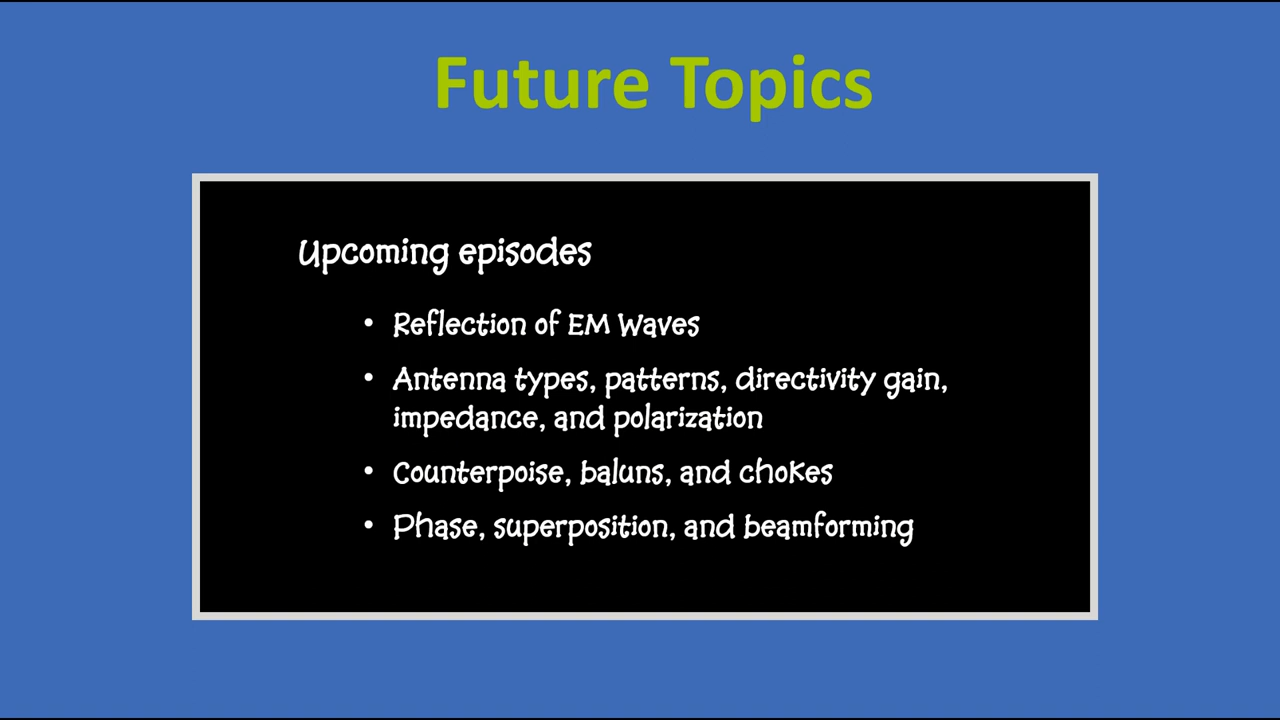 Future Topics
Upcoming episodes
• Reflection of EM Waves
• Antenna types, patterns, directivity gain,
impedance, and polarization
• Counterpoise, baluns, and chokes
• Phase, superposition, and beamforming